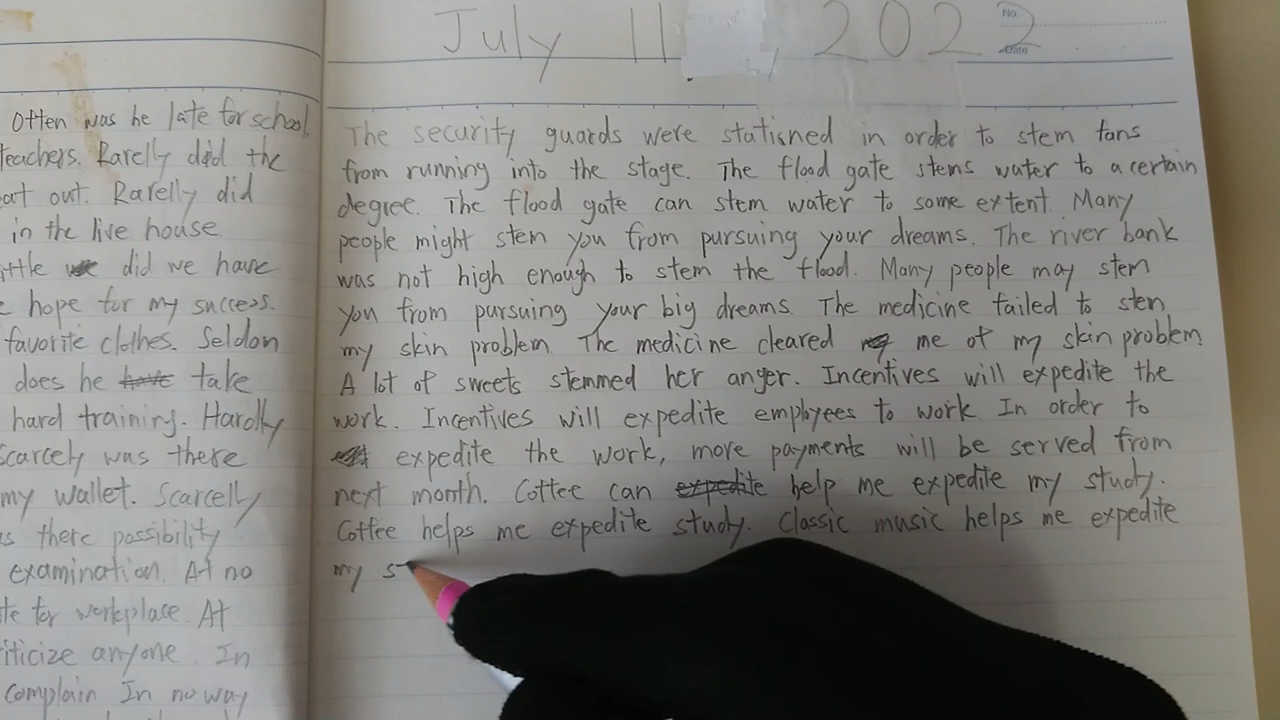 Often was he late for school.
teachers. Rarelly did the
out. Rarelly did
in the live house
did we have
hope for my success.
favorite clothes. Seldon
does he have take
hard training. Hardlly
Scarcely was there
my wallet. Scarcelly
there possibility
examination. At no
for workplace. At
anyone. In
complain In no way
No.
Date
July 11 2022
The security guards were stationed in order to stem fans
from running into the stage. The flood gate stems water to a certain
degree. The flood gate can stem water to some extent. Many
people might stem you from pursuing your dreams. The river bank
was not high enough to stem the flood. Many people may stem
you from pursuing your big dreams. The medicine failed to stem
my skin problem. The medicine cleared me of my skin problem.
A lot of sweets stemmed her anger. Incentives will expedite the
work. Incentives will expedite employees to work. In order to
expedite the work, more payments will be served from
next month. Coffee can expedite help me expedite my study.
Coffee helps me expedite study. Classic music helps me expedite
my s